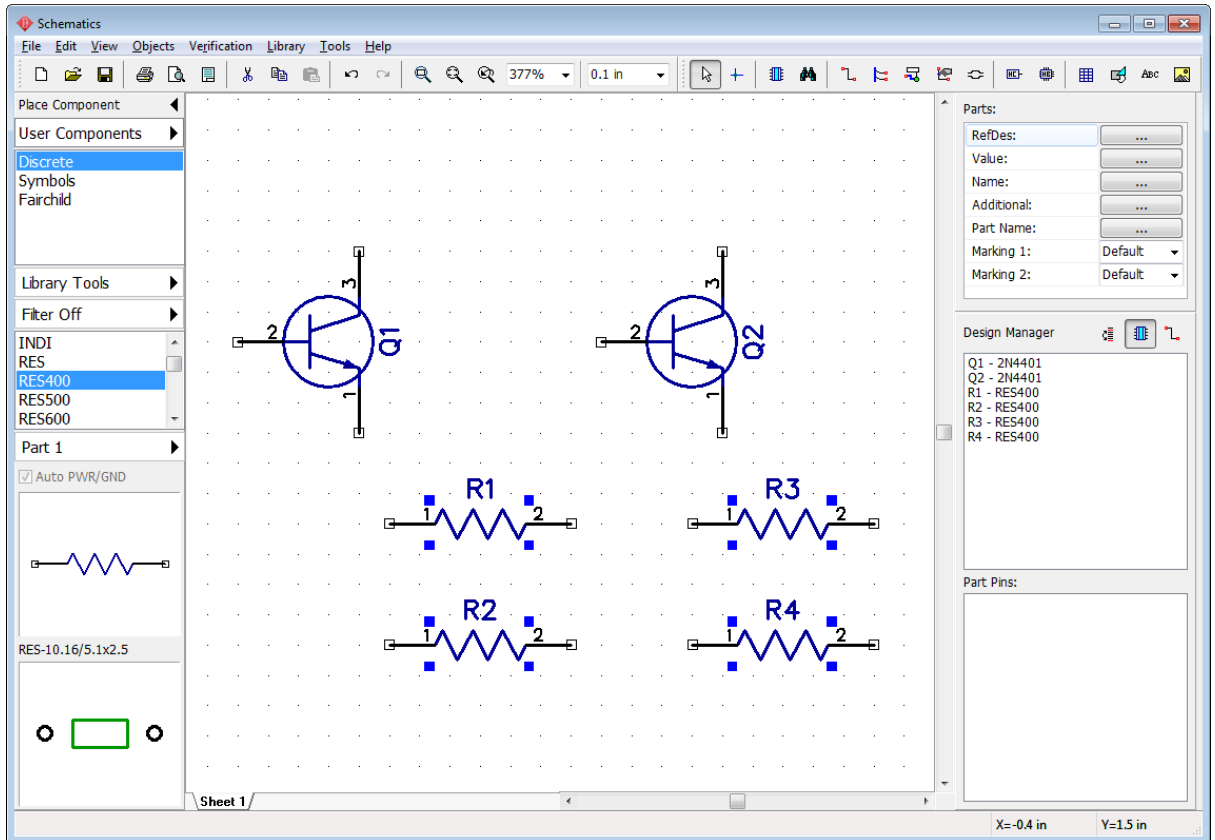 Schematics
File Edit View Objects Verification Library Tools Help
377% 0.1 in ABC
Place Component
User Components
Discrete
Symbols
Fairchild
Library Tools
Filter Off
INDI
RES
RES400
RES500
RES600
Part 1
Auto PWR/GND
RES-10.16/5.1x2.5
3
2
Q1
1
3
2
Q2
1
R1
1 2
R3
1 2
R2
1 2
R4
1 2
Sheet 1
Parts:
RefDes: ...
Value: ...
Name: ...
Additional: ...
Part Name: ...
Marking 1: Default
Marking 2: Default
Design Manager
Q1 - 2N4401
Q2 - 2N4401
R1 - RES400
R2 - RES400
R3 - RES400
R4 - RES400
Part Pins:
X=-0.4 in Y=1.5 in